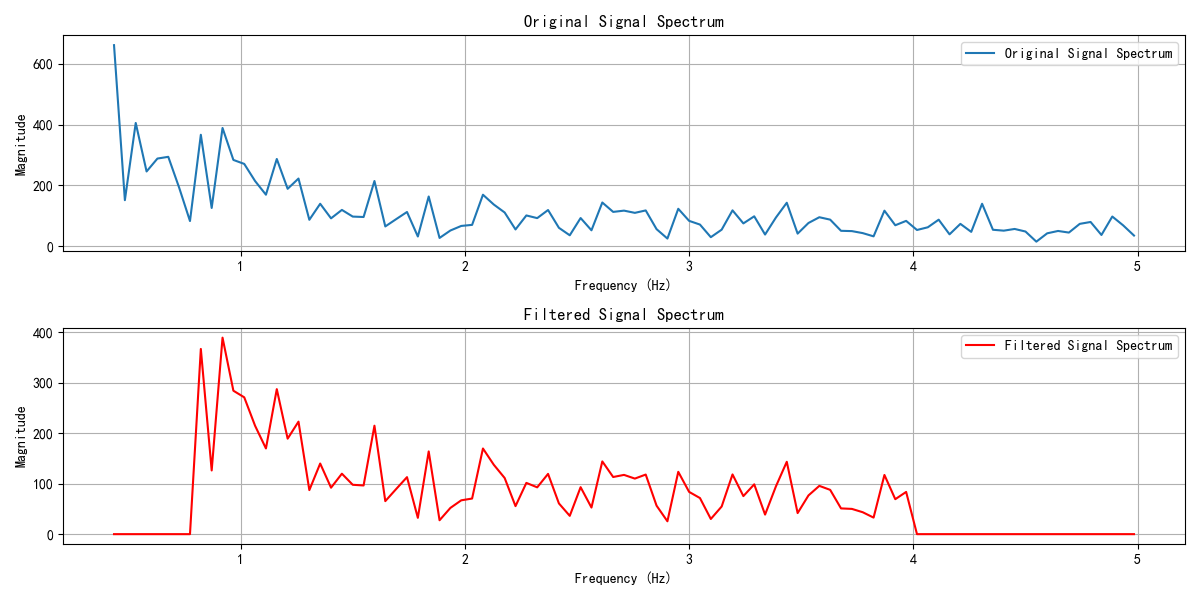 Original Signal Spectrum
Original Signal Spectrum
Magnitude
600
400
200
0
1 2 3 4 5
Frequency (Hz)
Filtered Signal Spectrum
Filtered Signal Spectrum
Magnitude
400
300
200
100
0
1 2 3 4 5
Frequency (Hz)